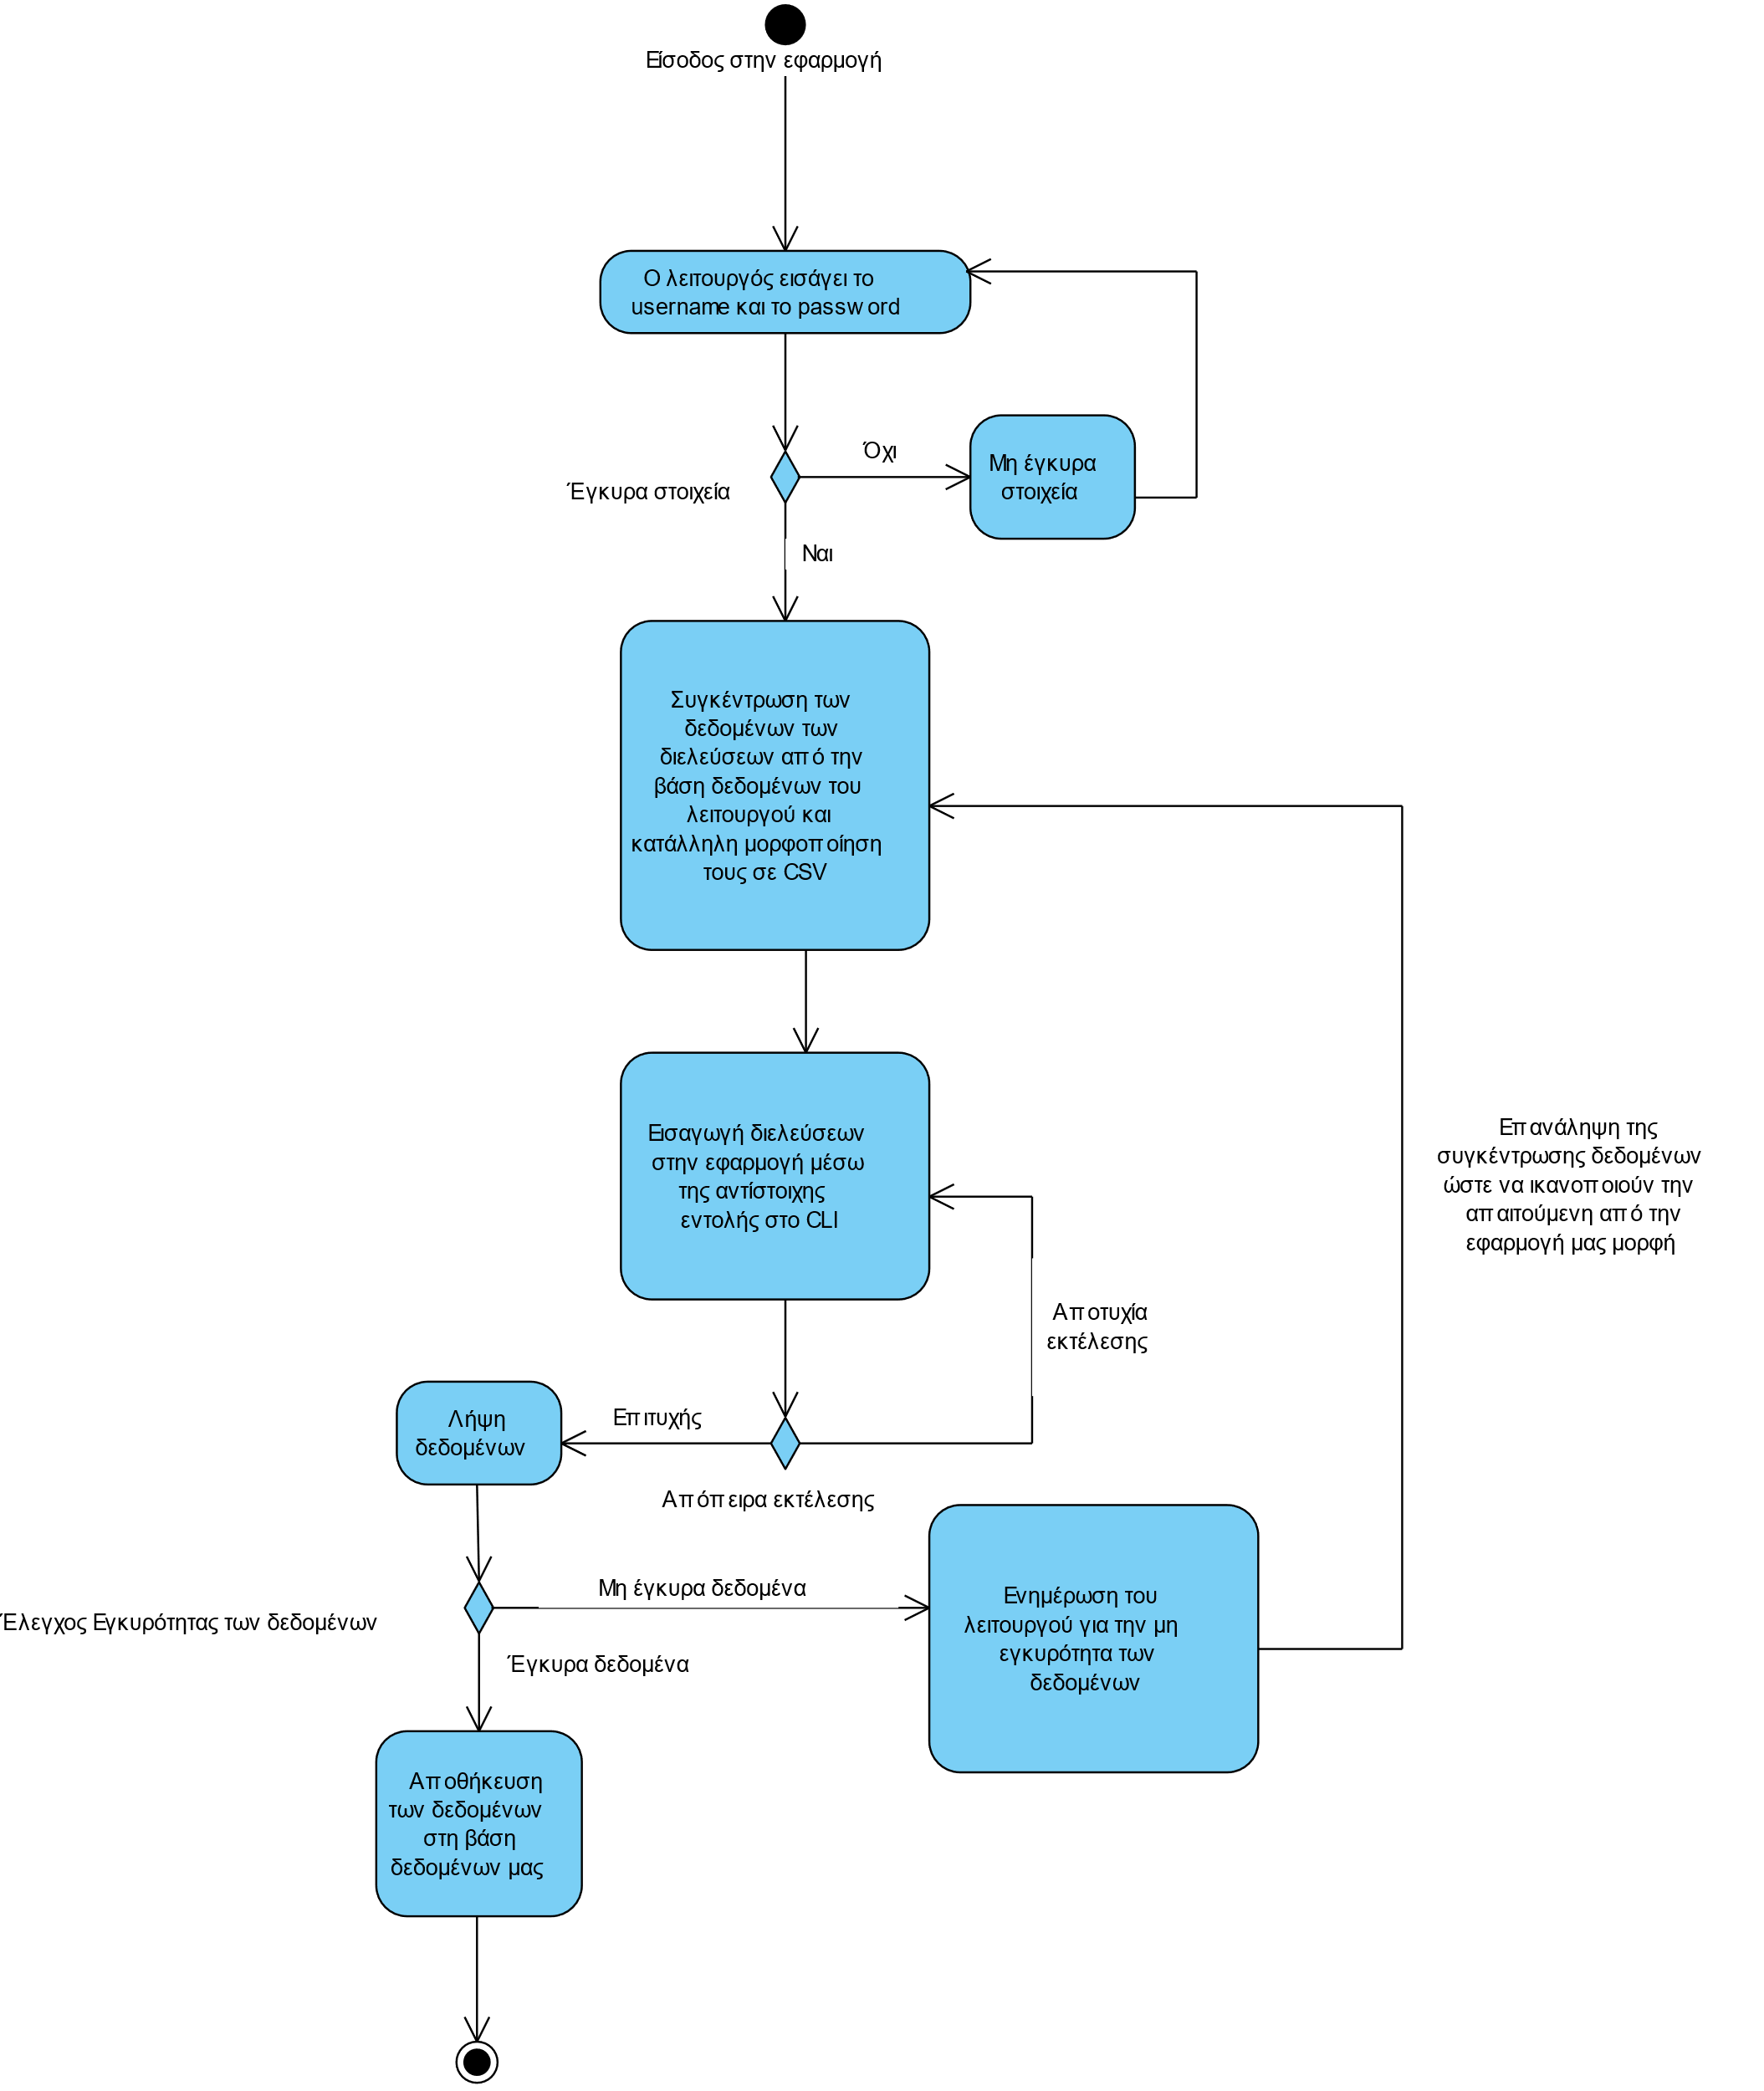 Είσοδος στην εφαρμογή
Ο λειτουργός εισάγει το
username και το password
Όχι
Έγκυρα στοιχεία
Μη έγκυρα
στοιχεία
Ναι
Συγκέντρωση των
δεδομένων των
διελεύσεων από την
βάση δεδομένων του
λειτουργού και
κατάλληλη μορφοποίηση
τους σε CSV
Εισαγωγή διελεύσεων
στην εφαρμογή μέσω
της αντίστοιχης
εντολής στο CLI
Επανάληψη της
συγκέντρωσης δεδομένων
ώστε να ικανοποιούν την
απαιτούμενη από την
εφαρμογή μας μορφή
Αποτυχία
εκτέλεσης
Επιτυχής
Λήψη
δεδομένων
Απόπειρα εκτέλεσης
Μη έγκυρα δεδομένα
Έλεγχος Εγκυρότητας των δεδομένων
Ενημέρωση του
λειτουργού για την μη
εγκυρότητα των
δεδομένων
Έγκυρα δεδομένα
Αποθήκευση
των δεδομένων
στη βάση
δεδομένων μας